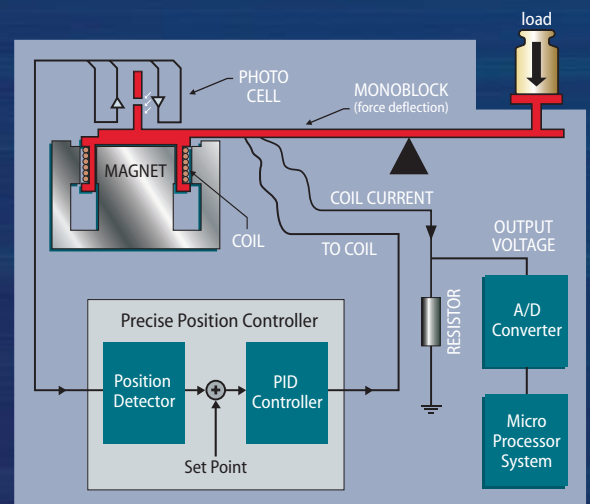 load
PHOTO
CELL
MONOBLOCK
(force deflection)
MAGNET
COIL
COIL CURRENT
TO COIL
OUTPUT
VOLTAGE
RESISTOR
A/D
Converter
Precise Position Controller
Position
Detector
+
PID
Controller
Set Point
Micro
Processor
System